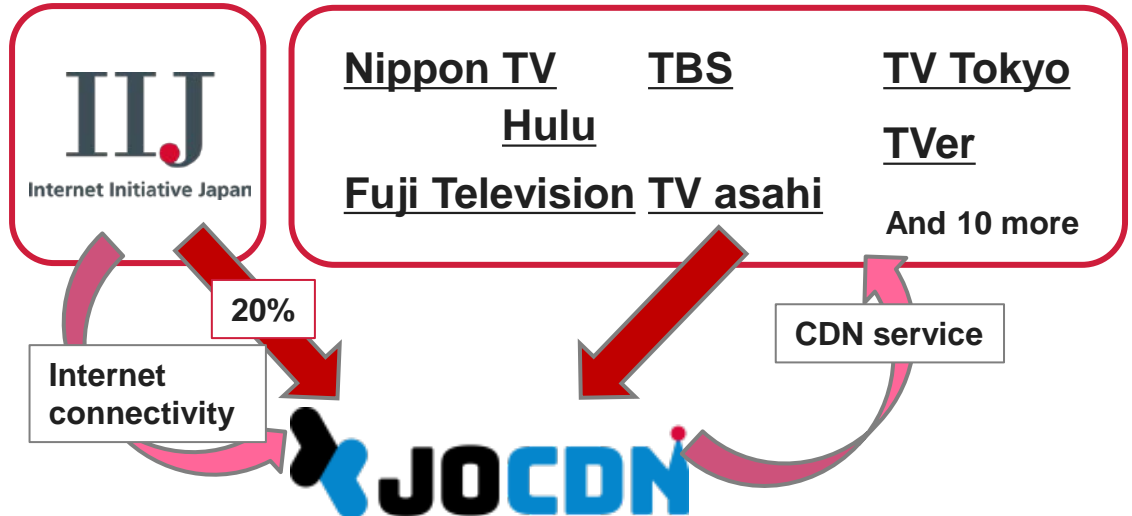 IIJ
Internet Initiative Japan
Nippon TV
TBS
TV Tokyo
Hulu
TVer
Fuji Television
TV asahi
And 10 more
20%
CDN service
Internet
connectivity
JOCDN